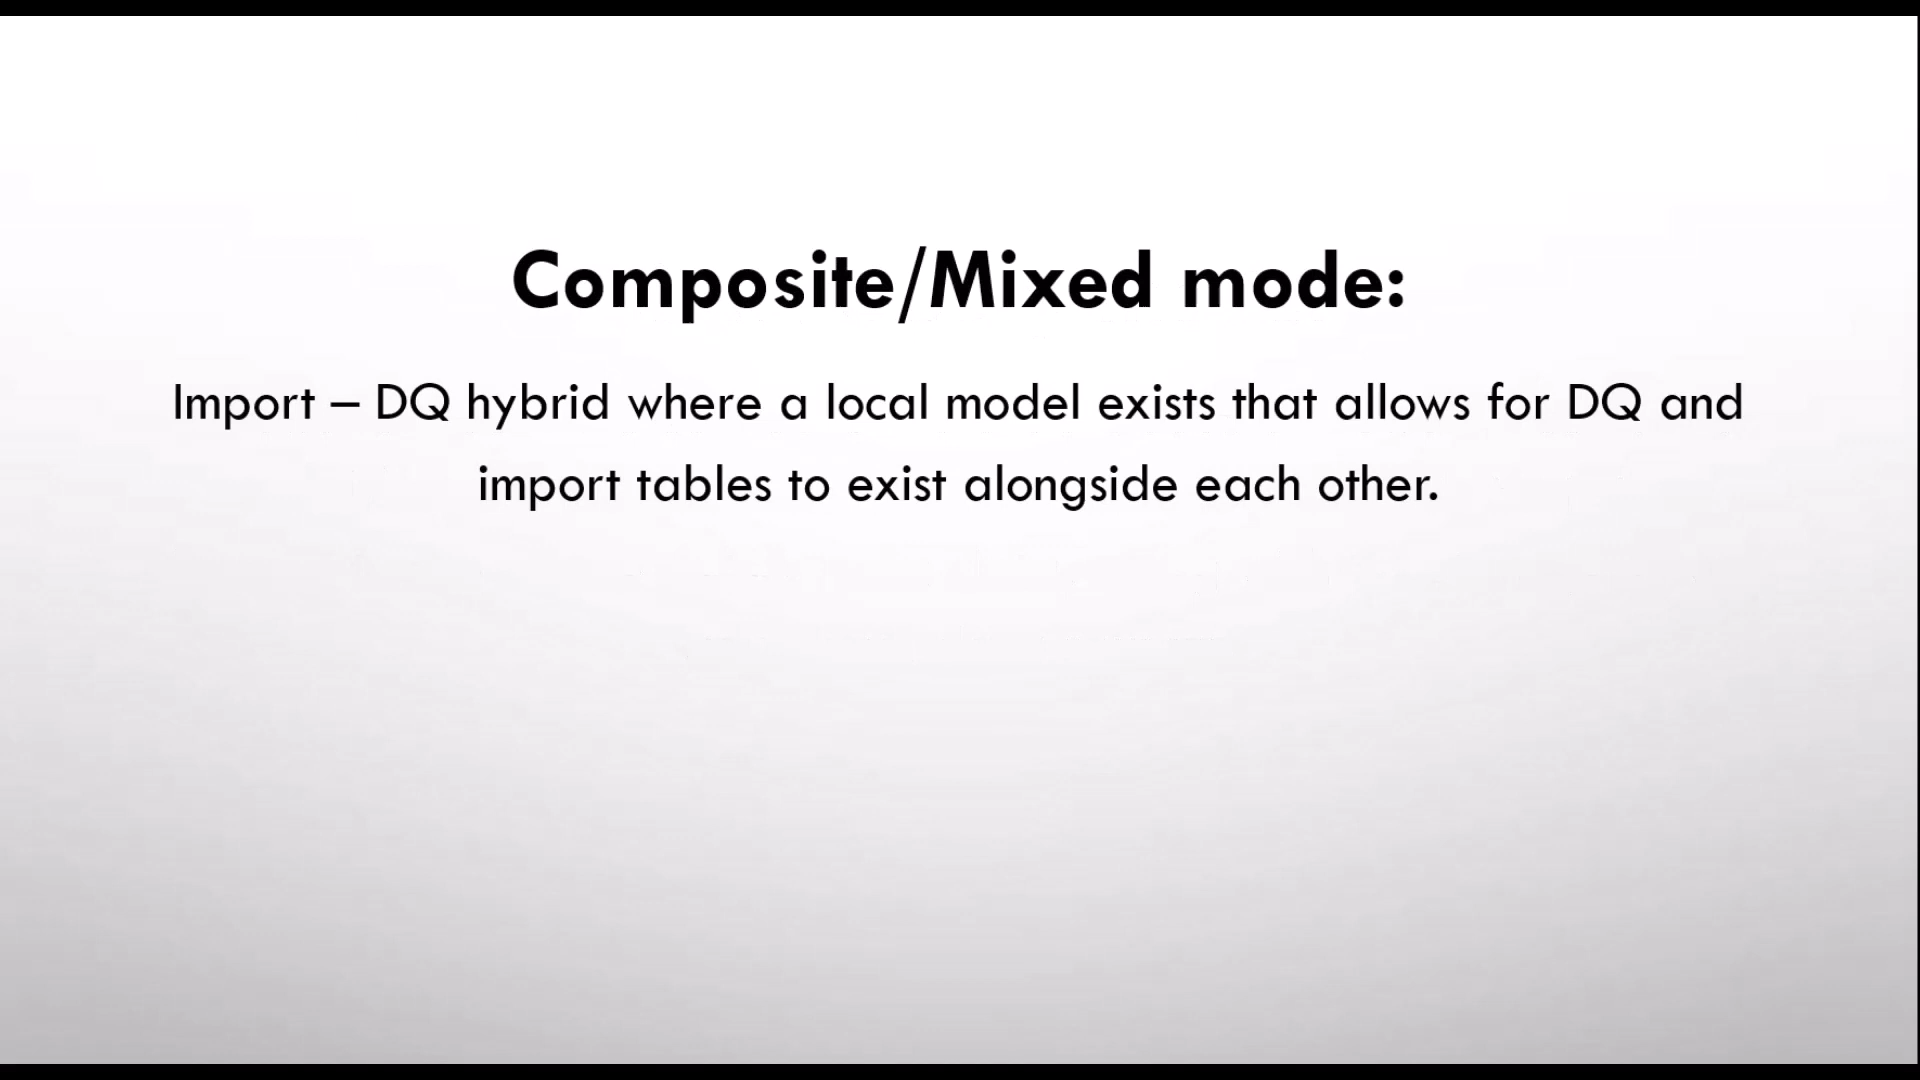 Composite/Mixed mode:
Import – DQ hybrid where a local model exists that allows for DQ and
import tables to exist alongside each other.